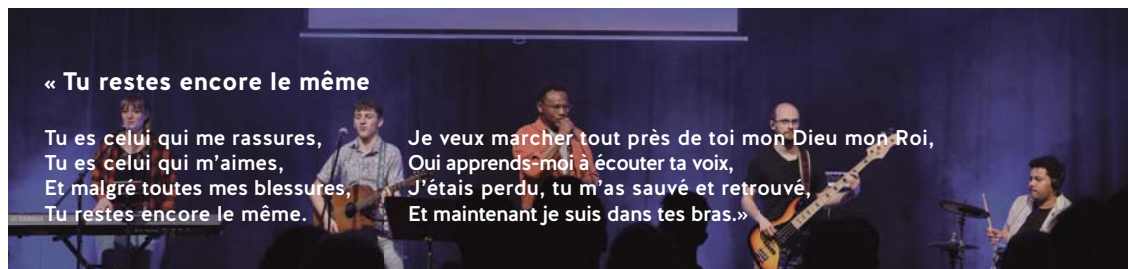 « Tu restes encore le même
Tu es celui qui me rassures,
Tu es celui qui m’aimes,
Et malgré toutes mes blessures,
Tu restes encore le même.
Je veux marcher tout près de toi mon Dieu mon Roi,
Oui apprends-moi à écouter ta voix,
J’étais perdu, tu m’as sauvé et retrouvé,
Et maintenant je suis dans tes bras.»